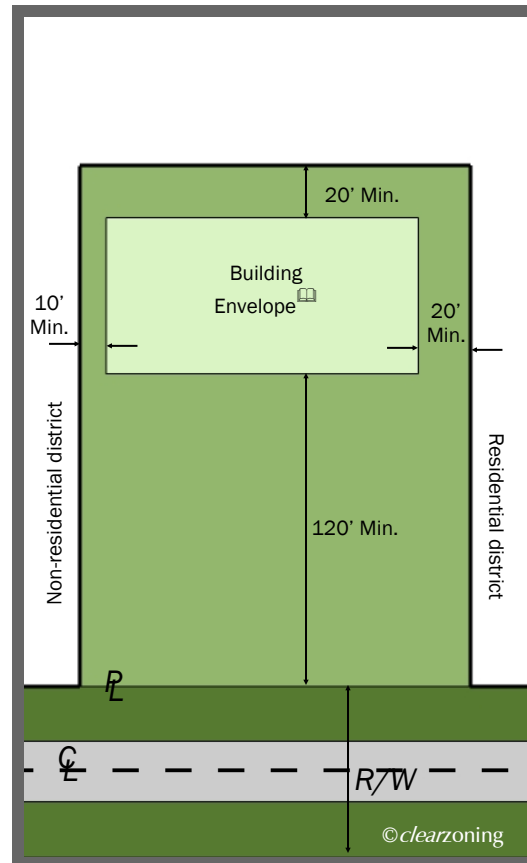 20' Min.
Building
Envelope
10'
Min.
20'
Min.
Non-residential district
Residential district
120' Min.
PL
CL
R/W
©clearzoning